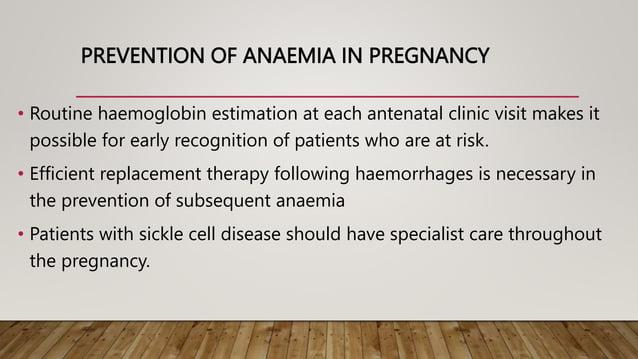 PREVENTION OF ANAEMIA IN PREGNANCY
• Routine haemoglobin estimation at each antenatal clinic visit makes it
possible for early recognition of patients who are at risk.
• Efficient replacement therapy following haemorrhages is necessary in
the prevention of subsequent anaemia
• Patients with sickle cell disease should have specialist care throughout
the pregnancy.